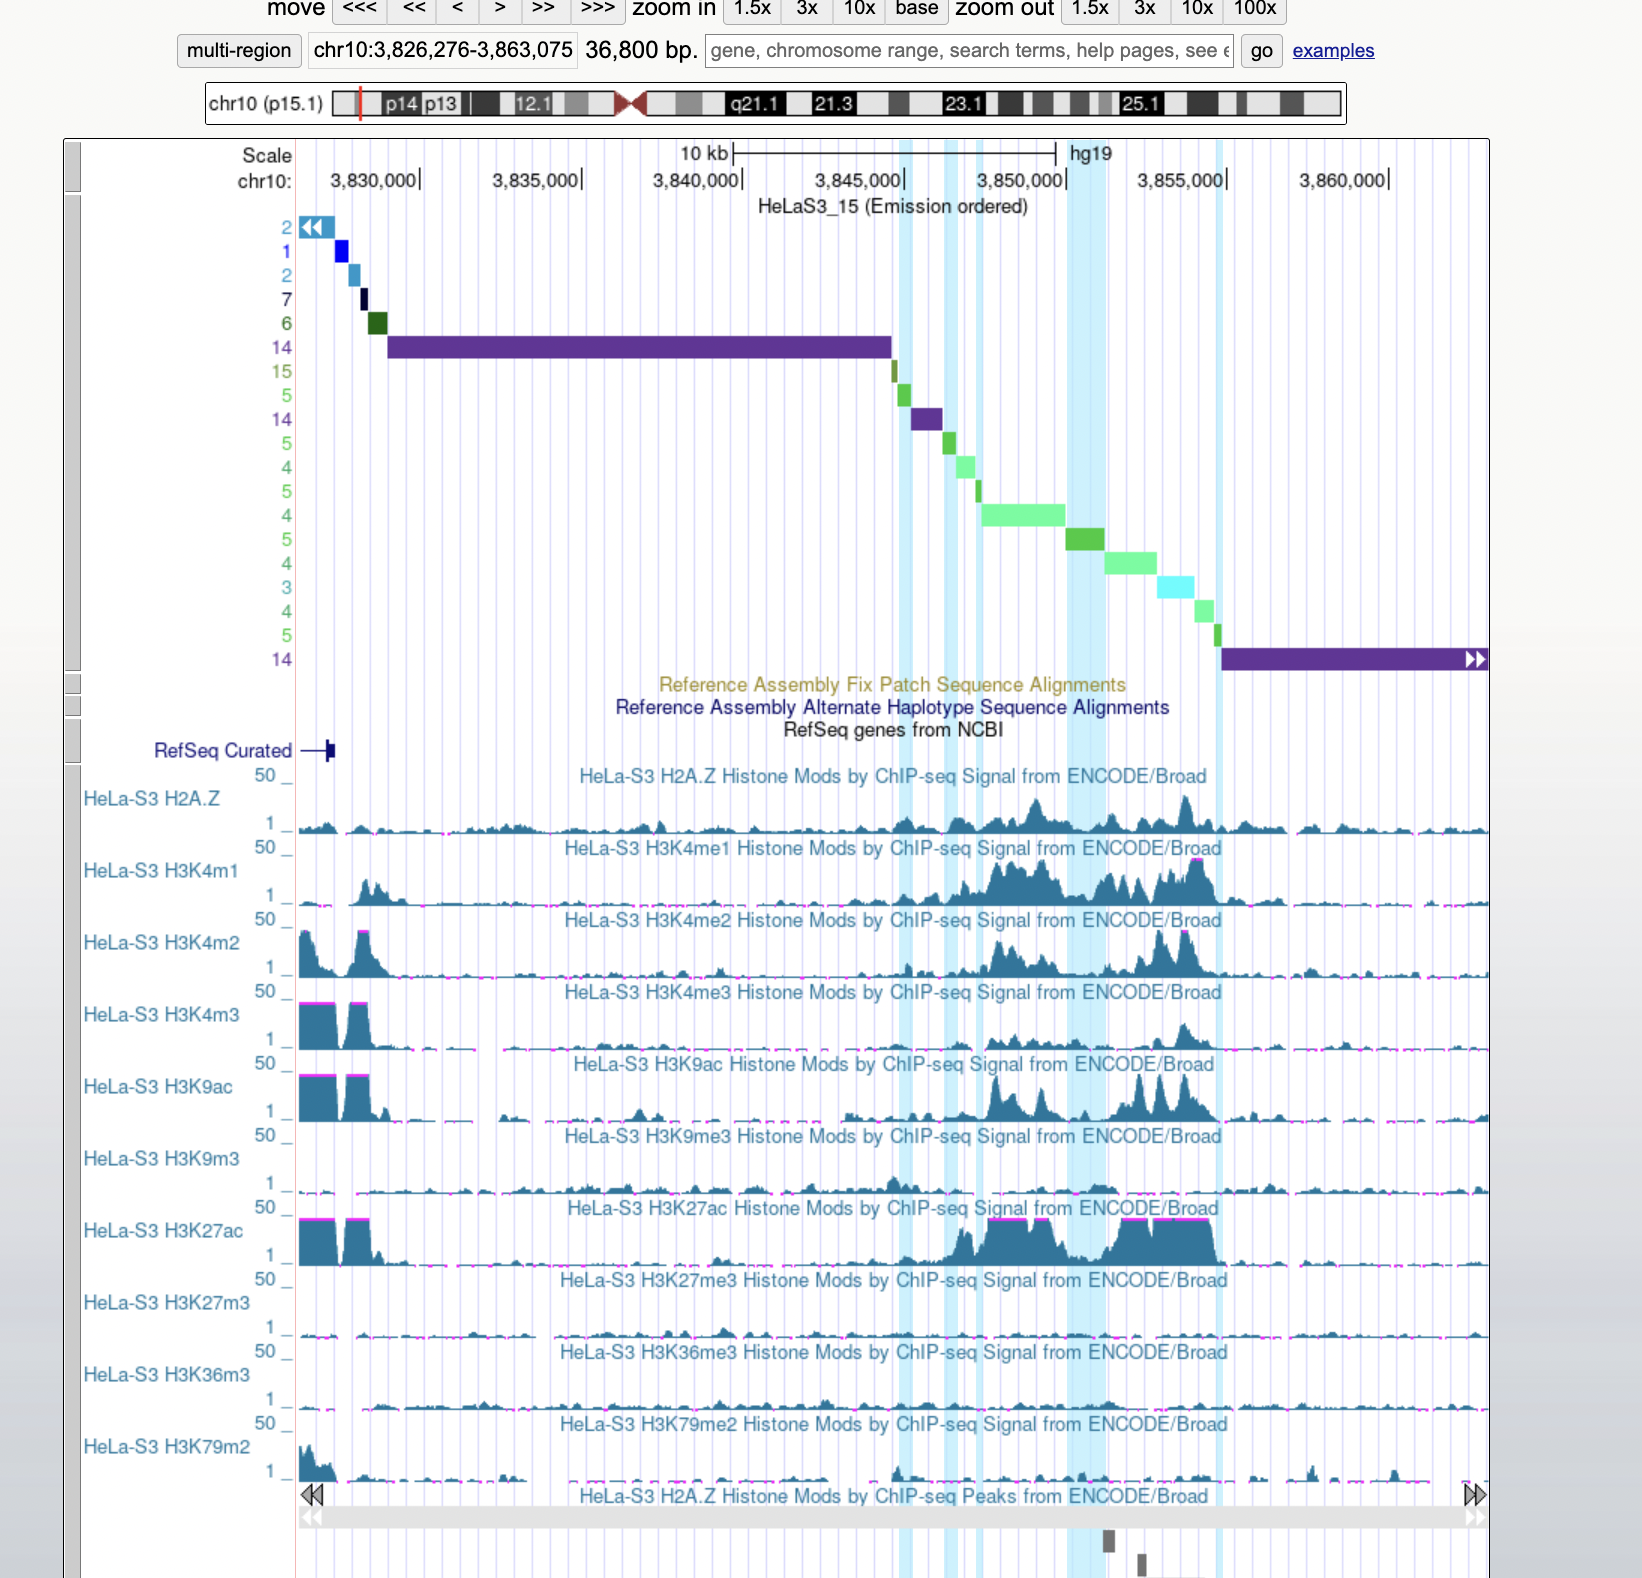 move <<< << < > >> >>> zoom in 1.5x 3x 10x base zoom out 1.5x 3x 10x 100x
multi-region chr10:3,826,276-3,863,075 36,800 bp. gene, chromosome range, search terms, help pages, see e go examples
chr10 (p15.1) p14 p13 12.1 q21.1 21.3 23.1 25.1
Scale 10 kb hg19
chr10: 3,830,000 3,835,000 3,840,000 3,845,000 3,850,000 3,855,000 3,860,000
HeLaS3_15 (Emission ordered)
2
1
2
7
6
14
15
5
14
5
4
5
4
5
4
3
4
5
14
Reference Assembly Fix Patch Sequence Alignments
Reference Assembly Alternate Haplotype Sequence Alignments
RefSeq genes from NCBI
RefSeq Curated
50 _ HeLa-S3 H2A.Z Histone Mods by ChIP-seq Signal from ENCODE/Broad
HeLa-S3 H2A.Z
1 _
50 _ HeLa-S3 H3K4me1 Histone Mods by ChIP-seq Signal from ENCODE/Broad
HeLa-S3 H3K4m1
1 _
50 _ HeLa-S3 H3K4me2 Histone Mods by ChIP-seq Signal from ENCODE/Broad
HeLa-S3 H3K4m2
1 _
50 _ HeLa-S3 H3K4me3 Histone Mods by ChIP-seq Signal from ENCODE/Broad
HeLa-S3 H3K4m3
1 _
50 _ HeLa-S3 H3K9ac Histone Mods by ChIP-seq Signal from ENCODE/Broad
HeLa-S3 H3K9ac
1 _
50 _ HeLa-S3 H3K9me3 Histone Mods by ChIP-seq Signal from ENCODE/Broad
HeLa-S3 H3K9m3
1 _
50 _ HeLa-S3 H3K27ac Histone Mods by ChIP-seq Signal from ENCODE/Broad
HeLa-S3 H3K27ac
1 _
50 _ HeLa-S3 H3K27me3 Histone Mods by ChIP-seq Signal from ENCODE/Broad
HeLa-S3 H3K27m3
1 _
50 _ HeLa-S3 H3K36me3 Histone Mods by ChIP-seq Signal from ENCODE/Broad
HeLa-S3 H3K36m3
1 _
50 _ HeLa-S3 H3K79me2 Histone Mods by ChIP-seq Signal from ENCODE/Broad
HeLa-S3 H3K79m2
1 _
HeLa-S3 H2A.Z Histone Mods by ChIP-seq Peaks from ENCODE/Broad